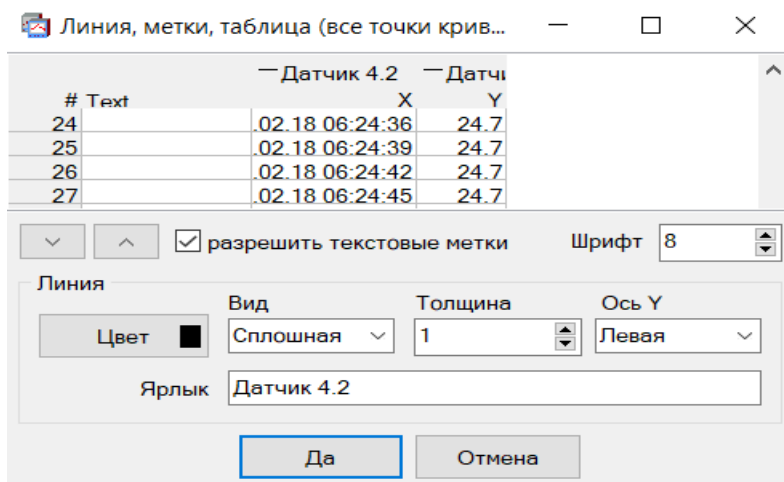 Линия, метки, таблица (все точки крив...
Датчик 4.2 Датчи
# Text X Y
24 .02.18 06:24:36 24.7
25 .02.18 06:24:39 24.7
26 .02.18 06:24:42 24.7
27 .02.18 06:24:45 24.7
разрешить текстовые метки Шрифт 8
Линия
Вид Толщина Ось Y
Цвет Сплошная 1 Левая
Ярлык Датчик 4.2
Да Отмена